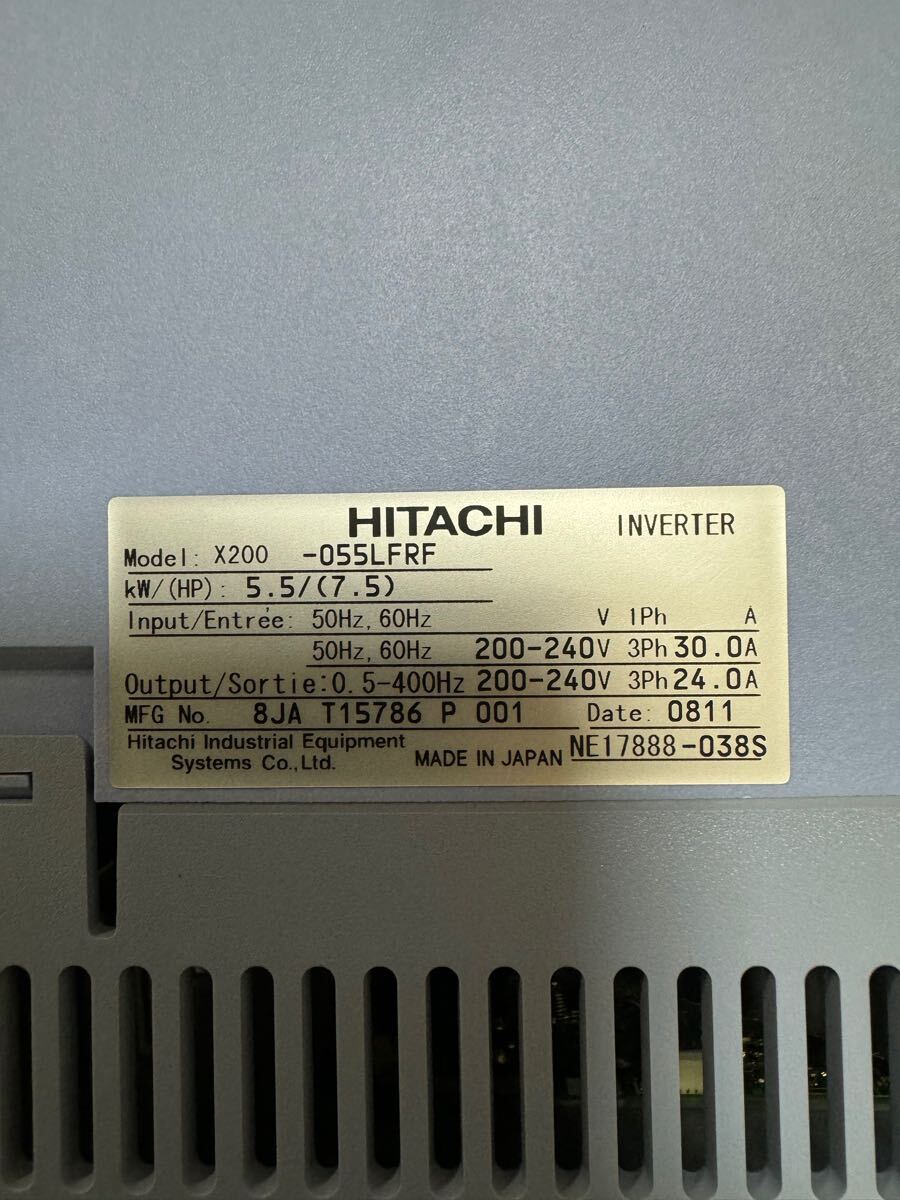 HITACHI INVERTER
Model: X200 -055LFRF
kW/(HP): 5.5/(7.5)
Input/Entrée: 50Hz, 60Hz V 1Ph A
50Hz, 60Hz 200-240V 3Ph 30.0A
Output/Sortie:0.5-400Hz 200-240V 3Ph 24.0A
MFG No. 8JA T15786 P 001 Date: 0811
Hitachi Industrial Equipment
Systems Co.,Ltd. MADE IN JAPAN NE17888-038S